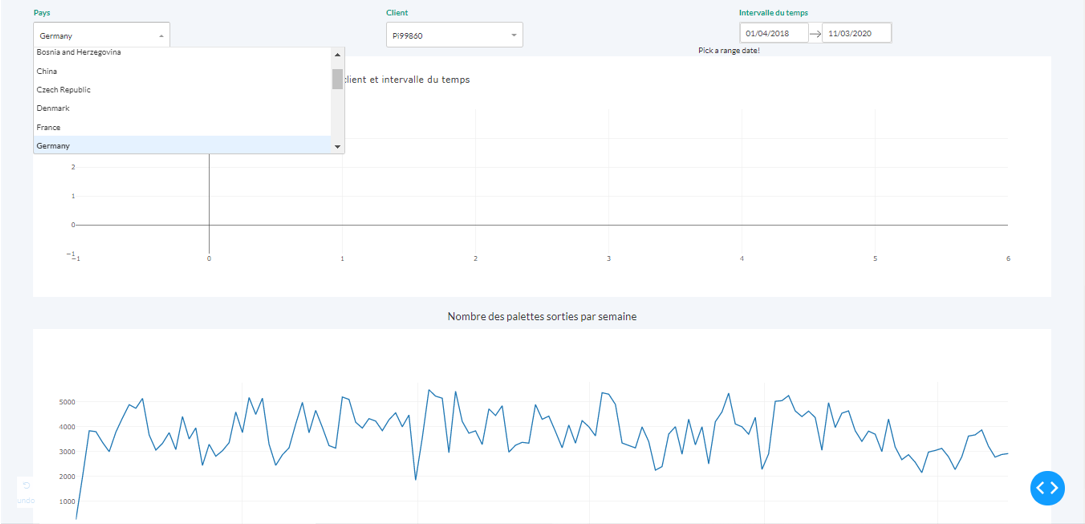 Pays
Client
Intervalle du temps
Germany
PI99860
01/04/2018
11/03/2020
Pick a range date!
Bosnia and Herzegovina
China
Czech Republic
Denmark
France
Germany
client et intervalle du temps
2
1
0
−1
−1
0
1
2
3
4
5
6
Nombre des palettes sorties par semaine
5000
4000
3000
2000
1000
undo